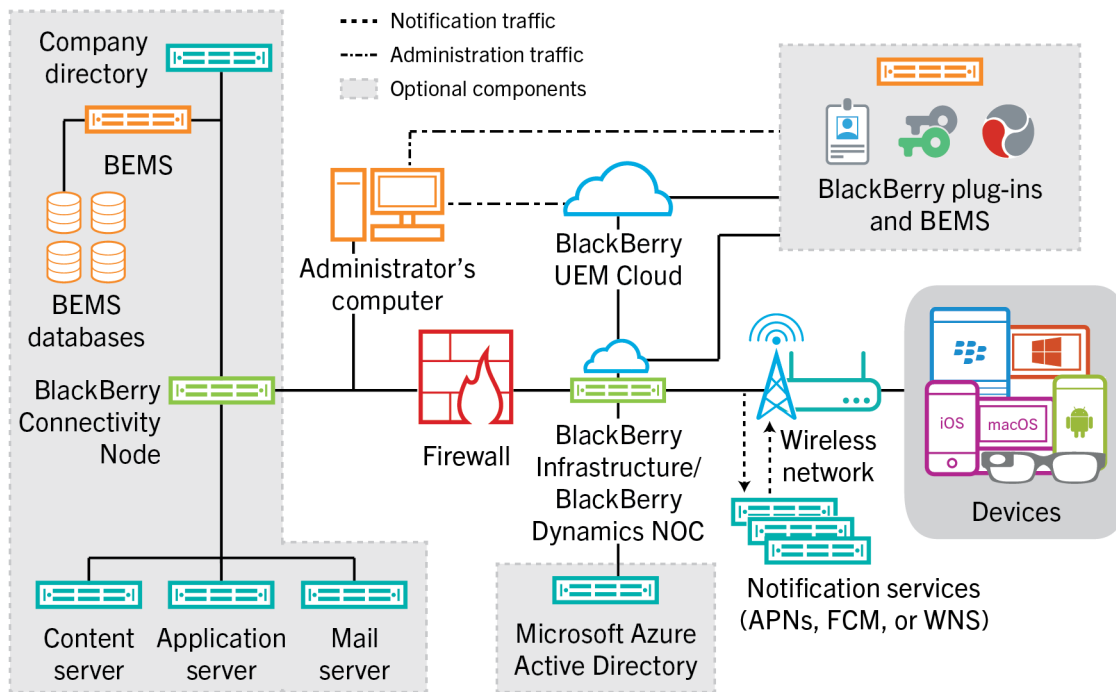 Notification traffic
Administration traffic
Optional components
Company
directory
BEMS
BEMS
databases
BlackBerry
Connectivity
Node
Content
server
Application
server
Mail
server
Administrator’s
computer
Firewall
BlackBerry
UEM Cloud
BlackBerry
Infrastructure/
BlackBerry
Dynamics NOC
Microsoft Azure
Active Directory
BlackBerry plug-ins
and BEMS
Wireless
network
Notification services
(APNs, FCM, or WNS)
iOS
macOS
Devices